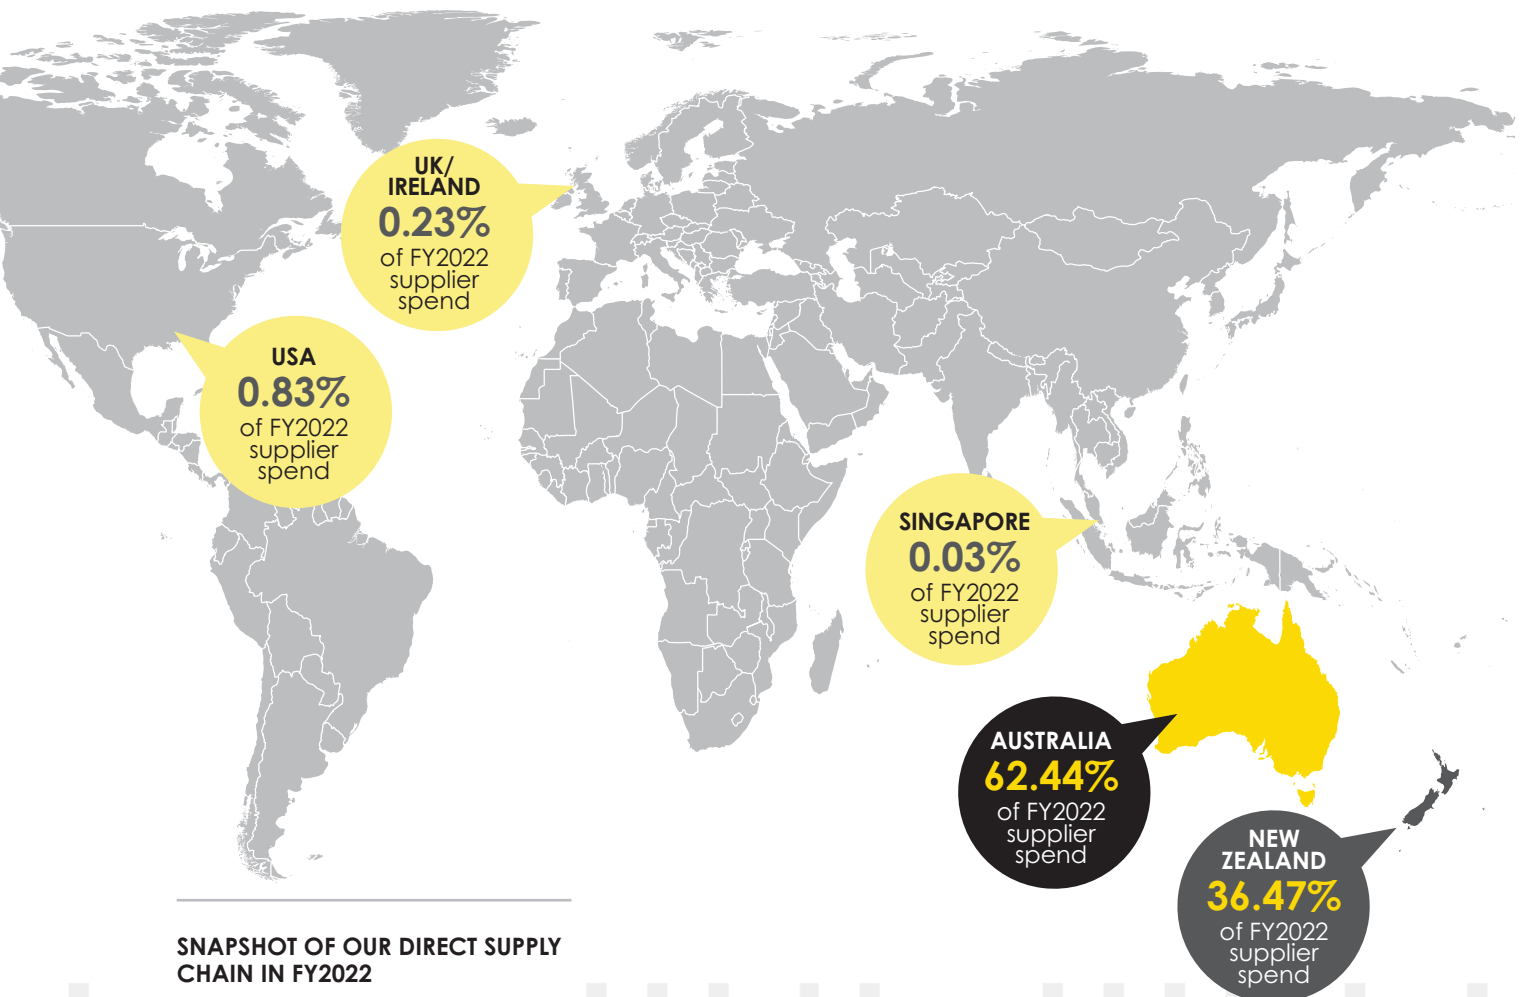 UK/
IRELAND
0.23%
of FY2022
supplier
spend
USA
0.83%
of FY2022
supplier
spend
SINGAPORE
0.03%
of FY2022
supplier
spend
AUSTRALIA
62.44%
of FY2022
supplier
spend
NEW
ZEALAND
36.47%
of FY2022
supplier
spend
SNAPSHOT OF OUR DIRECT SUPPLY
CHAIN IN FY2022